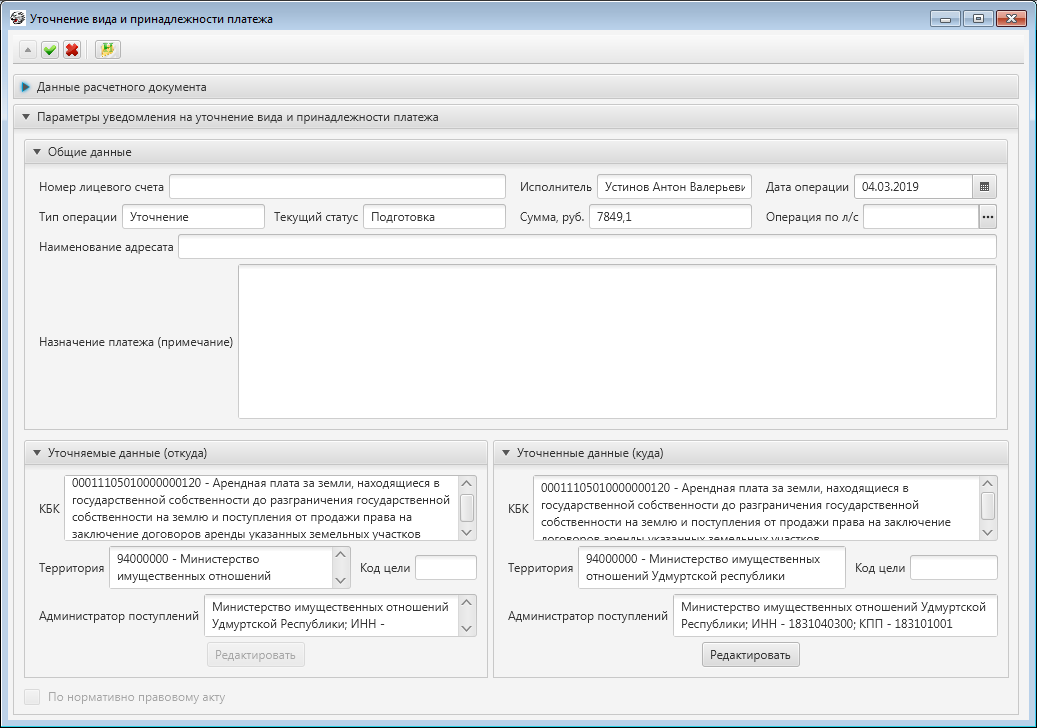 Уточнение вида и принадлежности платежа
Данные расчетного документа
Параметры уведомления на уточнение вида и принадлежности платежа
Общие данные
Номер лицевого счета Исполнитель Устинов Антон Валерьеви Дата операции 04.03.2019
Тип операции Уточнение Текущий статус Подготовка Сумма, руб. 7849,1 Операция по л/с
Наименование адресата
Назначение платежа (примечание)
Уточняемые данные (откуда)
КБК
00011105010000000120 - Арендная плата за земли, находящиеся в
государственной собственности до разграничения государственной
собственности на землю и поступления от продажи права на
заключение договоров аренды указанных земельных участков
Территория
94000000 - Министерство
имущественных отношений
Код цели
Администратор поступлений
Министерство имущественных отношений
Удмуртской Республики; ИНН -
Редактировать
Уточненные данные (куда)
КБК
00011105010000000120 - Арендная плата за земли, находящиеся в
государственной собственности до разграничения государственной
собственности на землю и поступления от продажи права на заключение
договоров аренды указанных земельных участков
Территория
94000000 - Министерство имущественных
отношений Удмуртской республики
Код цели
Администратор поступлений
Министерство имущественных отношений Удмуртской
Республики; ИНН - 1831040300; КПП - 183101001
Редактировать
По нормативно правовому акту